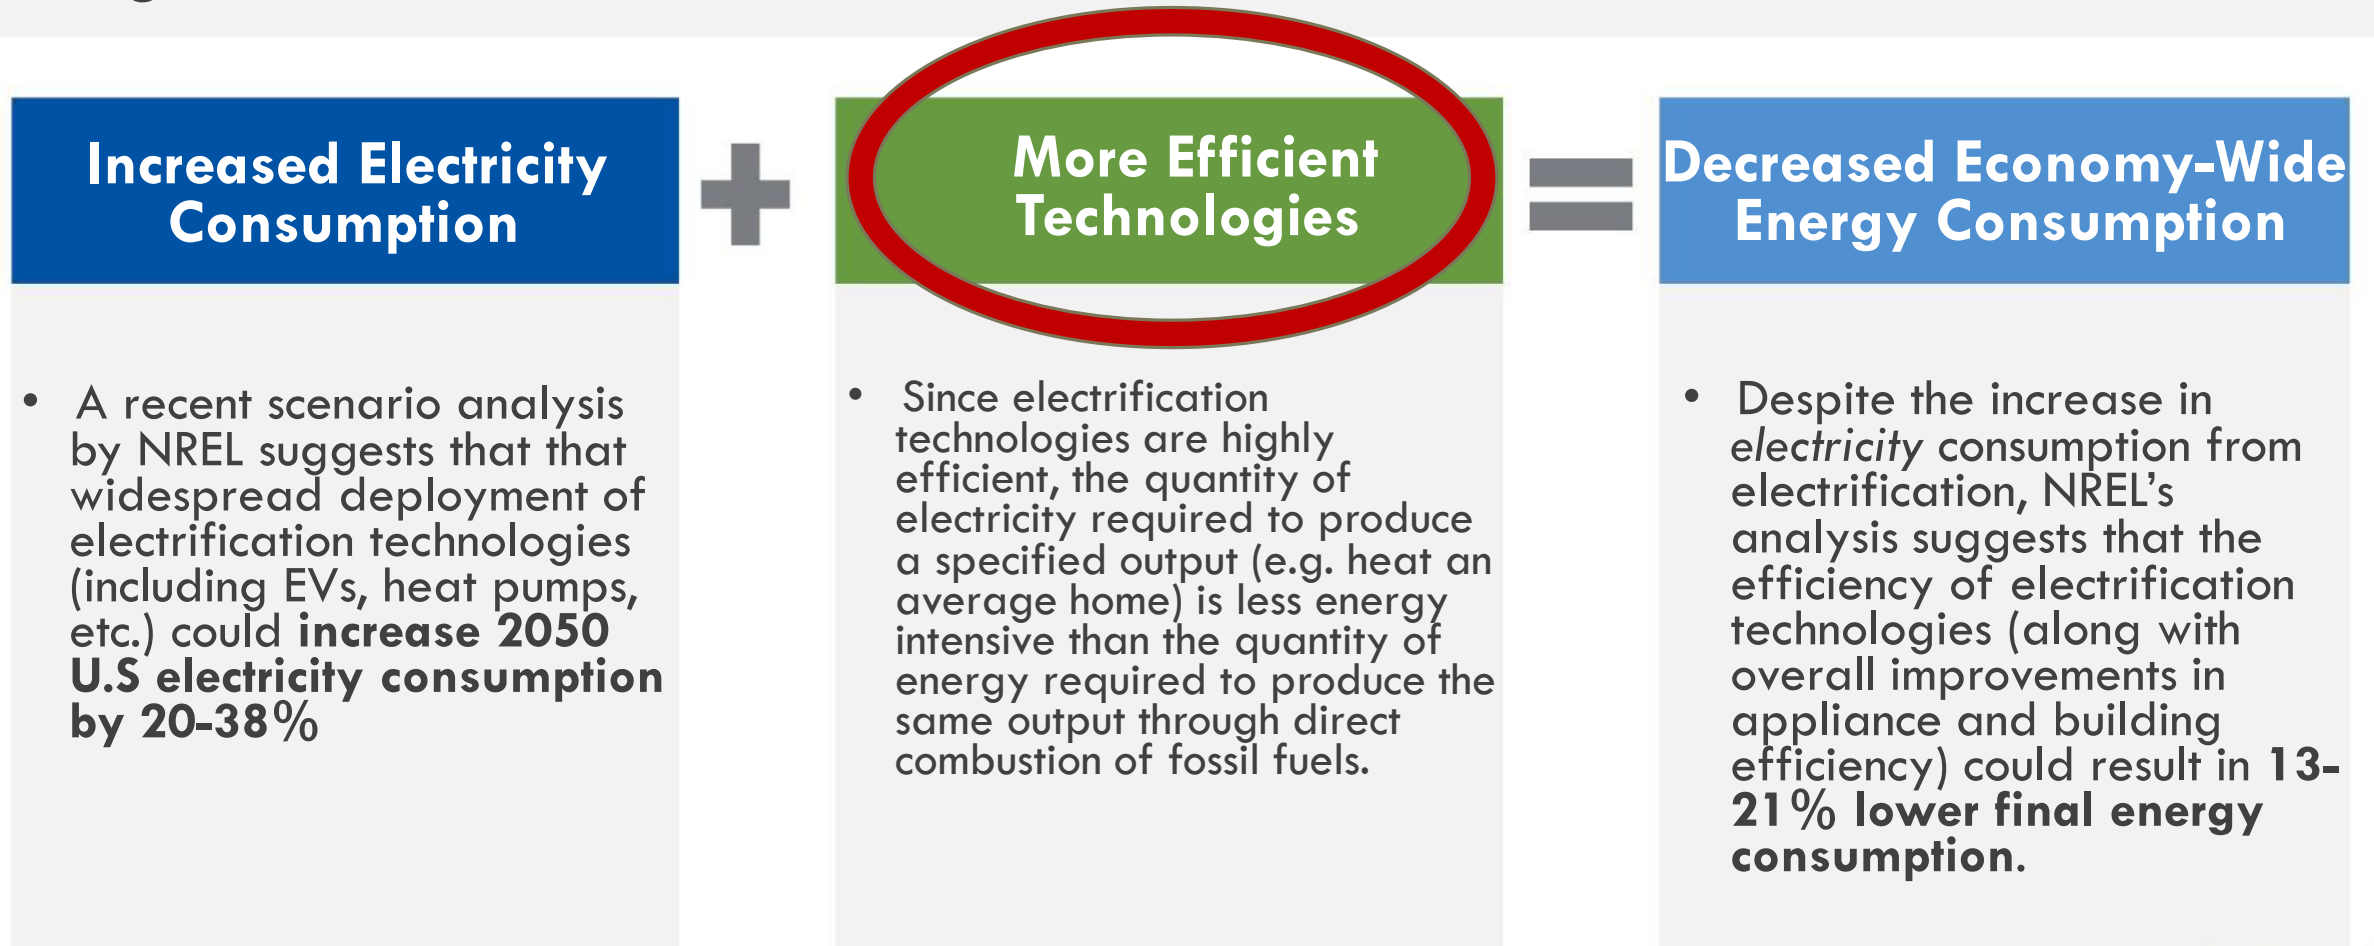 Increased Electricity
Consumption
More Efficient
Technologies
Decreased Economy-Wide
Energy Consumption
• A recent scenario analysis
by NREL suggests that that
widespread deployment of
electrification technologies
(including EVs, heat pumps,
etc.) could increase 2050
U.S electricity consumption
by 20-38%
• Since electrification
technologies are highly
efficient, the quantity of
electricity required to produce
a specified output (e.g. heat an
average home) is less energy
intensive than the quantity of
energy required to produce the
same output through direct
combustion of fossil fuels.
• Despite the increase in
electricity consumption from
electrification, NREL’s
analysis suggests that the
efficiency of electrification
technologies (along with
overall improvements in
appliance and building
efficiency) could result in 13-
21% lower final energy
consumption.